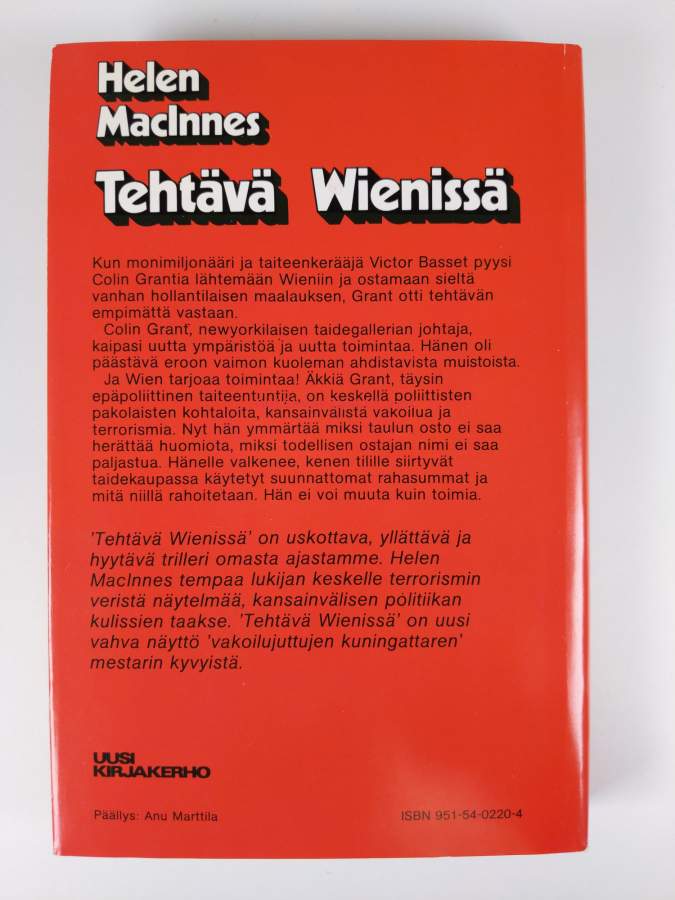 Helen
MacInnes
Tehtävä Wienissä
Kun monimiljonääri ja taiteenkerääjä Victor Basset pyysi
Colin Grantia lähtemään Wieniin ja ostamaan sieltä
vanhan hollantilaisen maalauksen, Grant otti tehtävän
empimättä vastaan.
Colin Grant, newyorkilaisen taidegallerian johtaja,
kaipasi uutta ympäristöä ja uutta toimintaa. Hänen oli
päästävä eroon vaimon kuoleman ahdistavista muistoista.
Ja Wien tarjoaa toimintaa! Äkkiä Grant, täysin
epäpoliittinen taiteentuntija, on keskellä poliittisten
pakolaisten kohtaloita, kansainvälistä vakoilua ja
terrorismia. Nyt hän ymmärtää miksi taulun osto ei saa
herättää huomiota, miksi todellisen ostajan nimi ei saa
paljastua. Hänelle valkenee, kenen tilille siirtyvät
taidekaupassa käytetyt suunnattomat rahasummat ja
mitä niillä rahoitetaan. Hän ei voi muuta kuin toimia.
'Tehtävä Wienissä' on uskottava, yllättävä ja
hyytävä trilleri omasta ajastamme. Helen
MacInnes tempaa lukijan keskelle terrorismin
veristä näytelmää, kansainvälisen politiikan
kulissien taakse. 'Tehtävä Wienissä' on uusi
vahva näyttö 'vakoilujuttujen kuningattaren'
mestarin kyvyistä.
UUSI
KIRJAKERHO
Päällys: Anu Marttila ISBN 951-54-0220-4